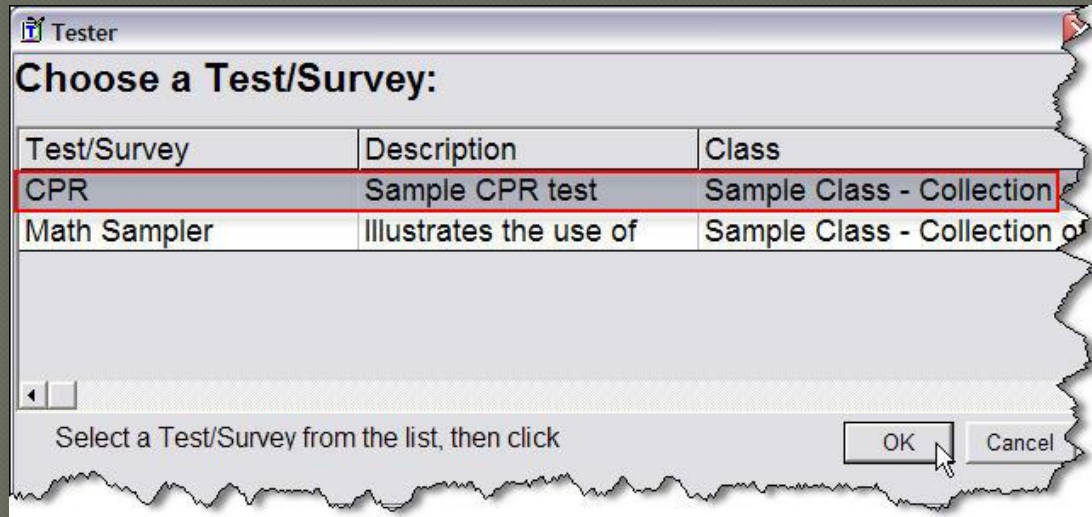 Tester
Choose a Test/Survey:
Test/Survey Description Class
CPR Sample CPR test Sample Class - Collection
Math Sampler Illustrates the use of Sample Class - Collection of
Select a Test/Survey from the list, then click OK Cancel